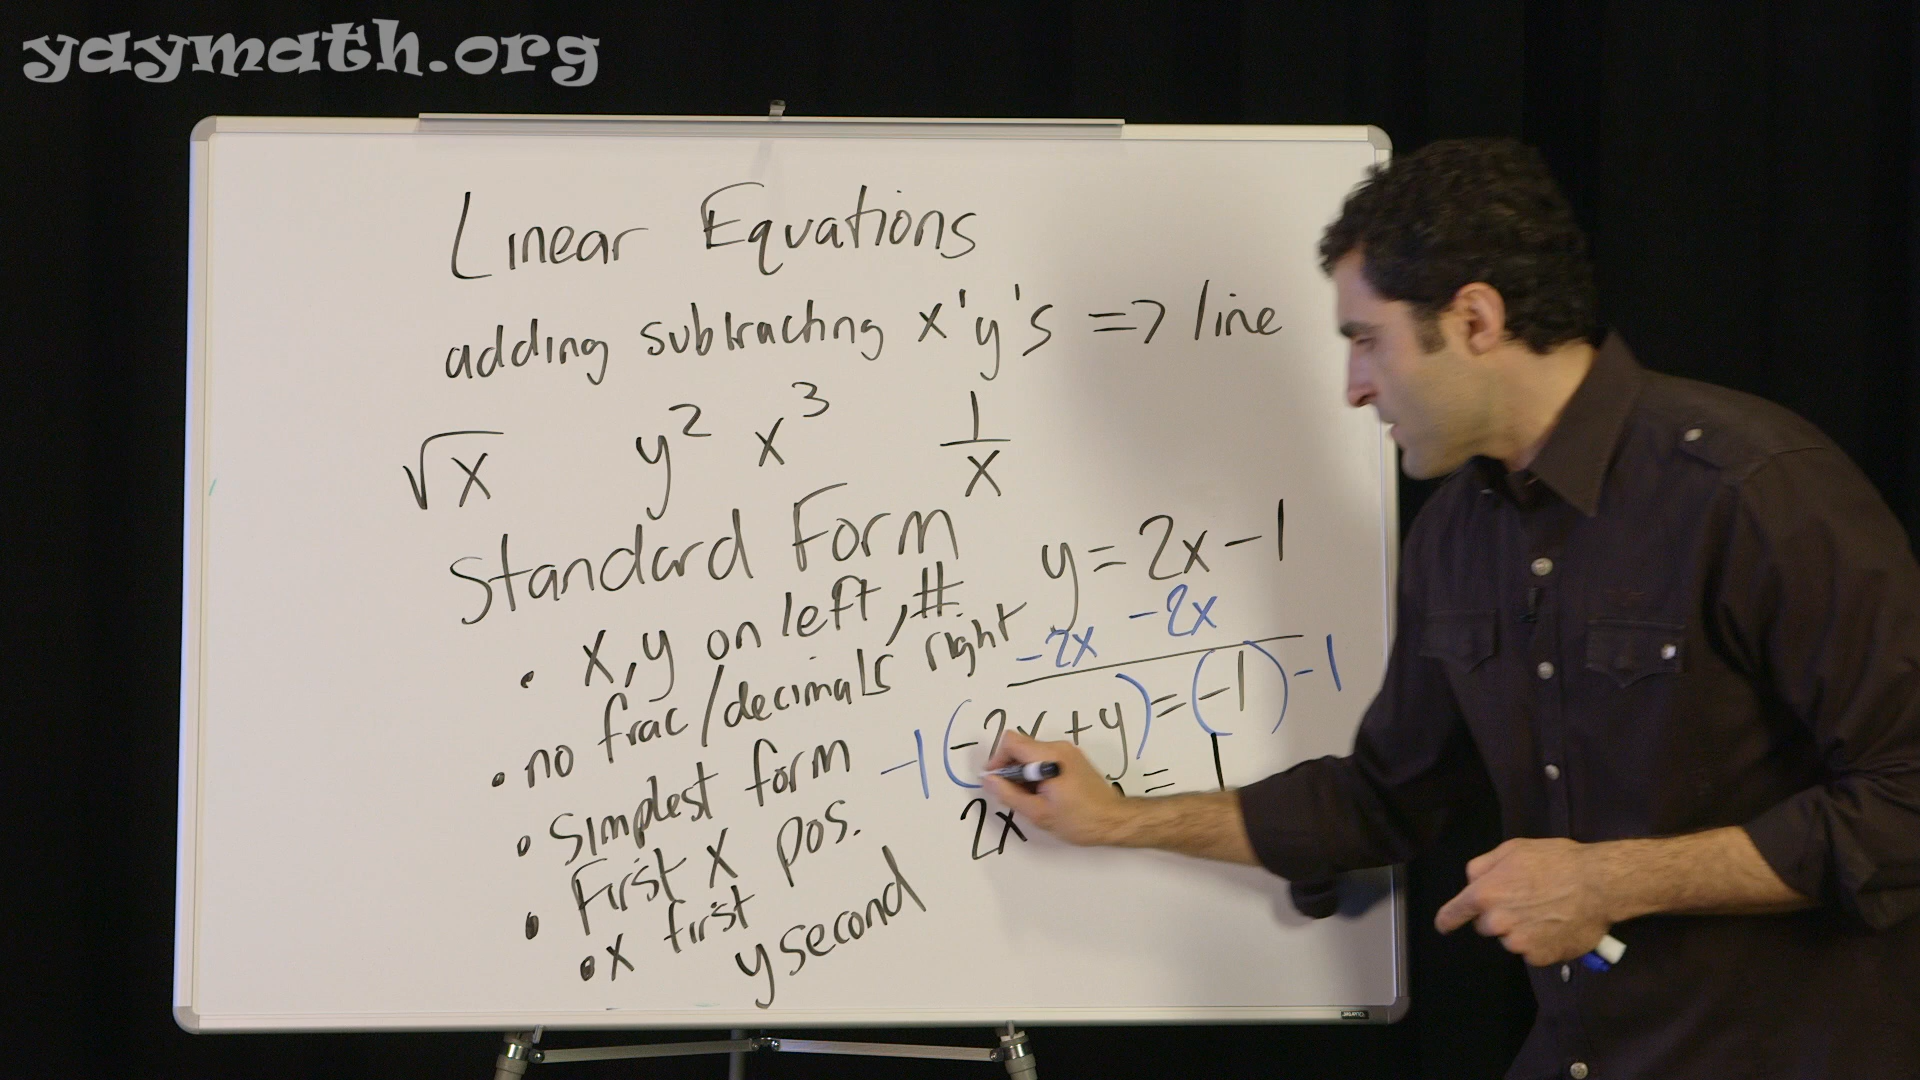 yaymath.org
Linear Equations
adding subtracting x'y's => line
√x y² x³ 1/x
Standard Form
• x,y on left, #
right
• no frac/decimals
• Simplest form
• First x pos.
• x first
y second
y = 2x - 1
-2x -2x
-1(-2x + y) = (-1)-1
2x = 1